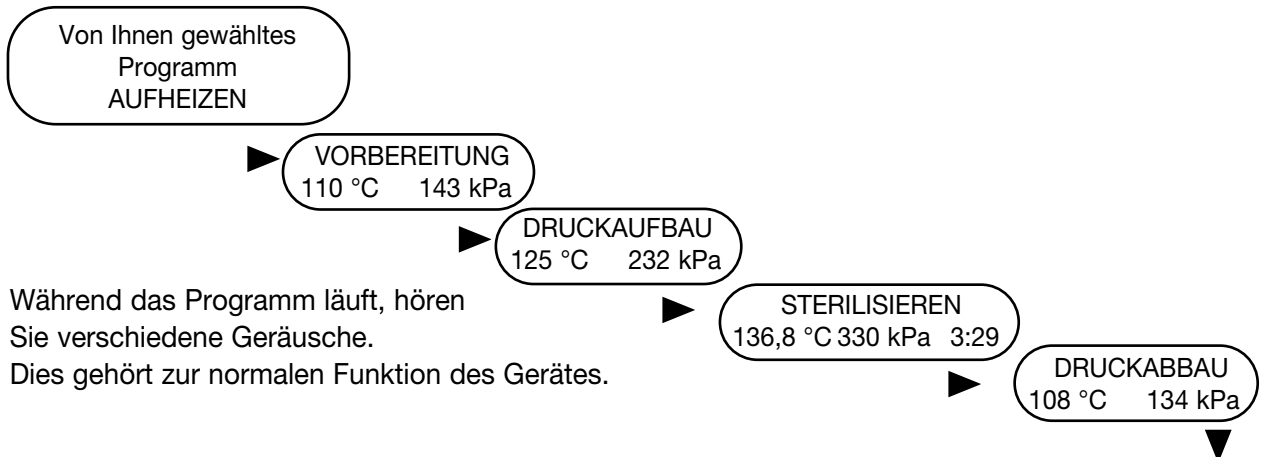 Von Ihnen gewähltes
Programm
AUFHEIZEN
VORBEREITUNG
110 °C 143 kPa
DRUCKAUFBAU
125 °C 232 kPa
STERILISIEREN
136,8 °C 330 kPa 3:29
DRUCKABBAU
108 °C 134 kPa
Während das Programm läuft, hören
Sie verschiedene Geräusche.
Dies gehört zur normalen Funktion des Gerätes.